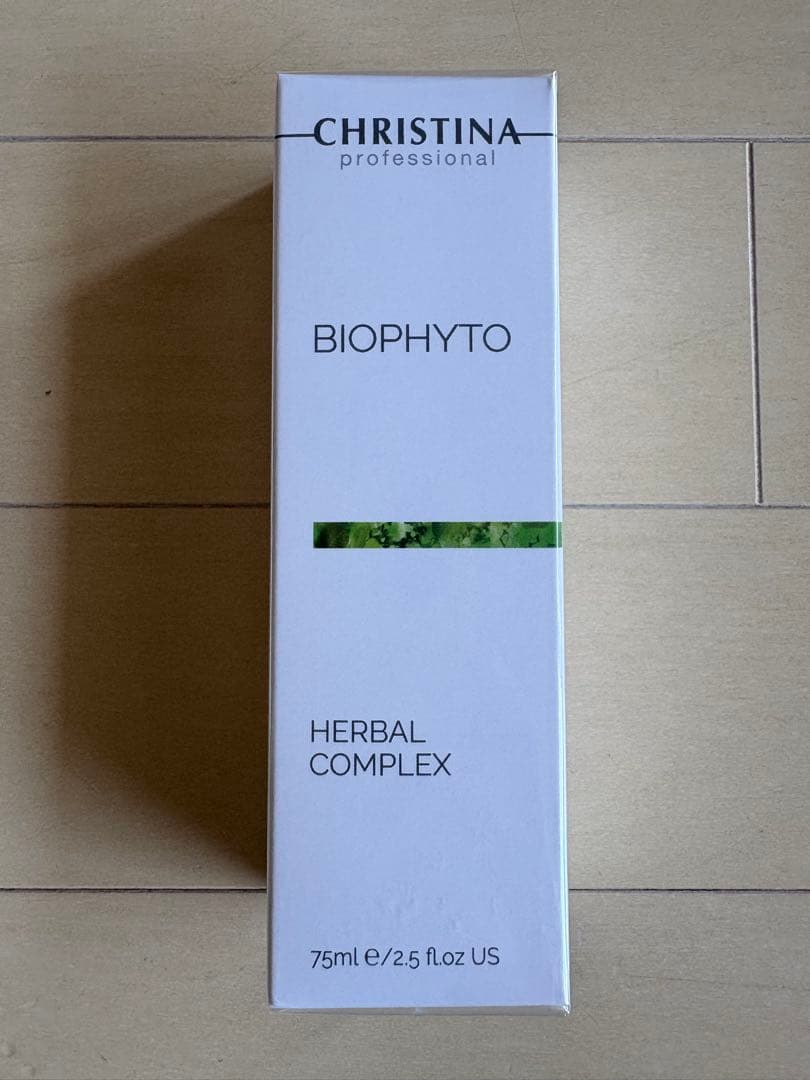 CHRISTINA
professional
BIOPHYTO
HERBAL
COMPLEX
75ml ℮/2.5 fl.oz US